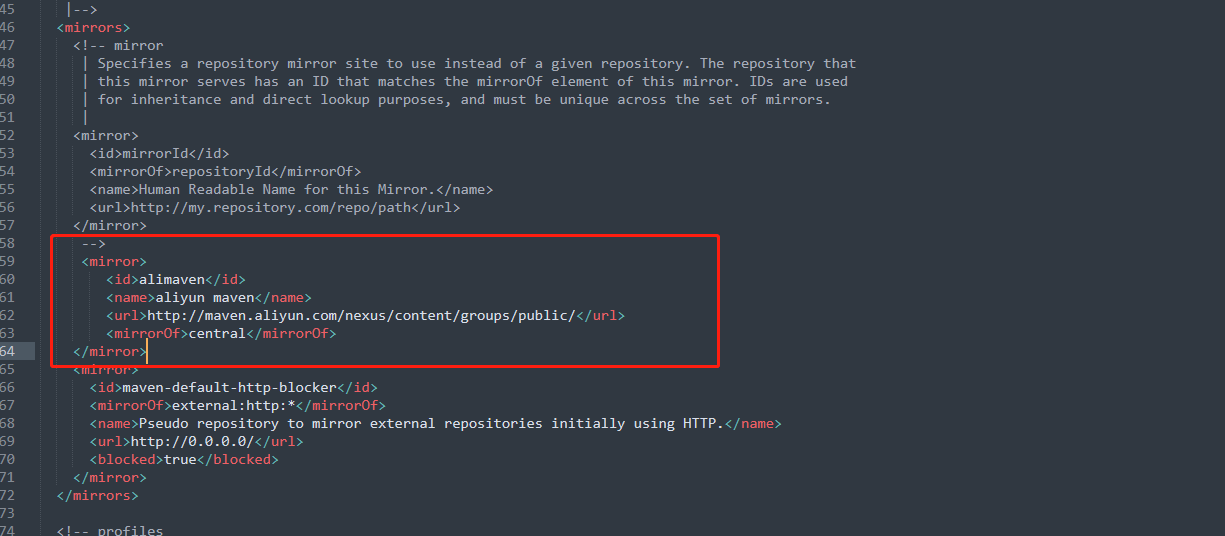 45 |-->
46 <mirrors>
47 <!-- mirror
48 | Specifies a repository mirror site to use instead of a given repository. The repository that
49 | this mirror serves has an ID that matches the mirrorOf element of this mirror. IDs are used
50 | for inheritance and direct lookup purposes, and must be unique across the set of mirrors.
51 |
52 <mirror>
53 <id>mirrorId</id>
54 <mirrorOf>repositoryId</mirrorOf>
55 <name>Human Readable Name for this Mirror.</name>
56 <url>http://my.repository.com/repo/path</url>
57 </mirror>
58 -->
59 <mirror>
60 <id>alimaven</id>
61 <name>aliyun maven</name>
62 <url>http://maven.aliyun.com/nexus/content/groups/public/</url>
63 <mirrorOf>central</mirrorOf>
64 </mirror>
65 <mirror>
66 <id>maven-default-http-blocker</id>
67 <mirrorOf>external:http:*</mirrorOf>
68 <name>Pseudo repository to mirror external repositories initially using HTTP.</name>
69 <url>http://0.0.0.0/</url>
70 <blocked>true</blocked>
71 </mirror>
72 </mirrors>
73
74 <!-- profiles